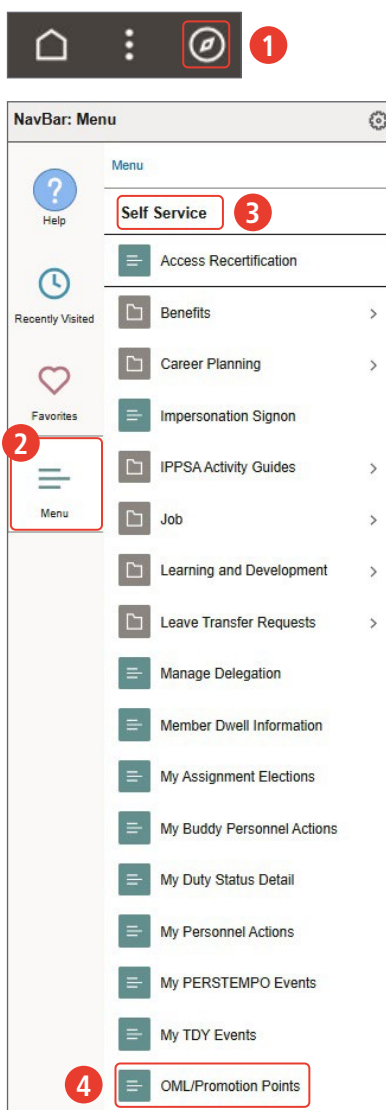 1
NavBar: Menu
Menu
?
Help
Self Service
3
Access Recertification
Recently Visited
Benefits
Career Planning
Favorites
Impersonation Signon
2
Menu
IPPSA Activity Guides
Job
Learning and Development
Leave Transfer Requests
Manage Delegation
Member Dwell Information
My Assignment Elections
My Buddy Personnel Actions
My Duty Status Detail
My Personnel Actions
My PERSTEMPO Events
My TDY Events
4
OML/Promotion Points